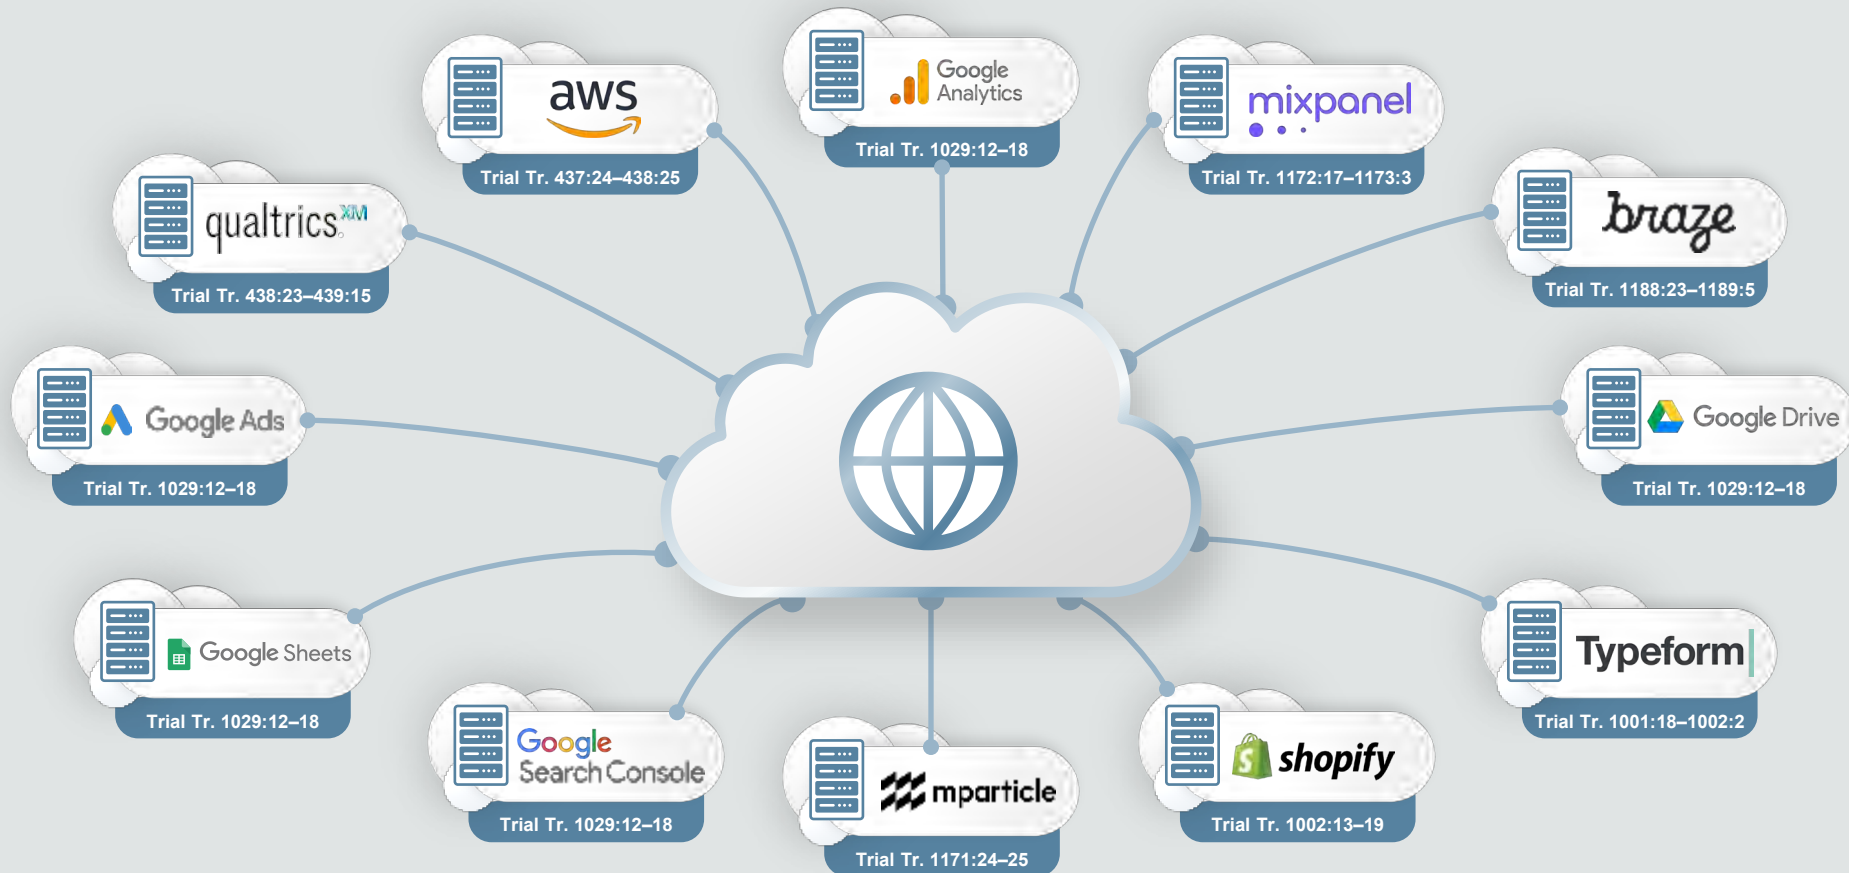 Google
Analytics
Trial Tr. 1029:12–18
aws
Trial Tr. 437:24–438:25
mixpanel
Trial Tr. 1172:17–1173:3
qualtrics XM
Trial Tr. 438:23–439:15
braze
Trial Tr. 1188:23–1189:5
Google Ads
Trial Tr. 1029:12–18
Google Drive
Trial Tr. 1029:12–18
Google Sheets
Trial Tr. 1029:12–18
Typeform
Trial Tr. 1001:18–1002:2
Google
Search Console
Trial Tr. 1029:12–18
mparticle
Trial Tr. 1171:24–25
shopify
Trial Tr. 1002:13–19